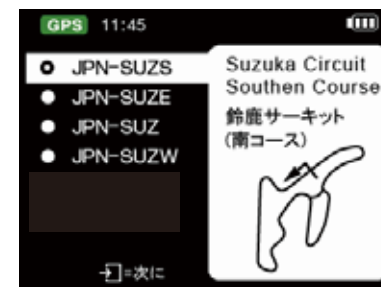 GPS 11:45
JPN-SUZS
JPN-SUZE
JPN-SUZ
JPN-SUZW
Suzuka Circuit
Southen Course
鈴鹿サーキット
(南コース)
=次に